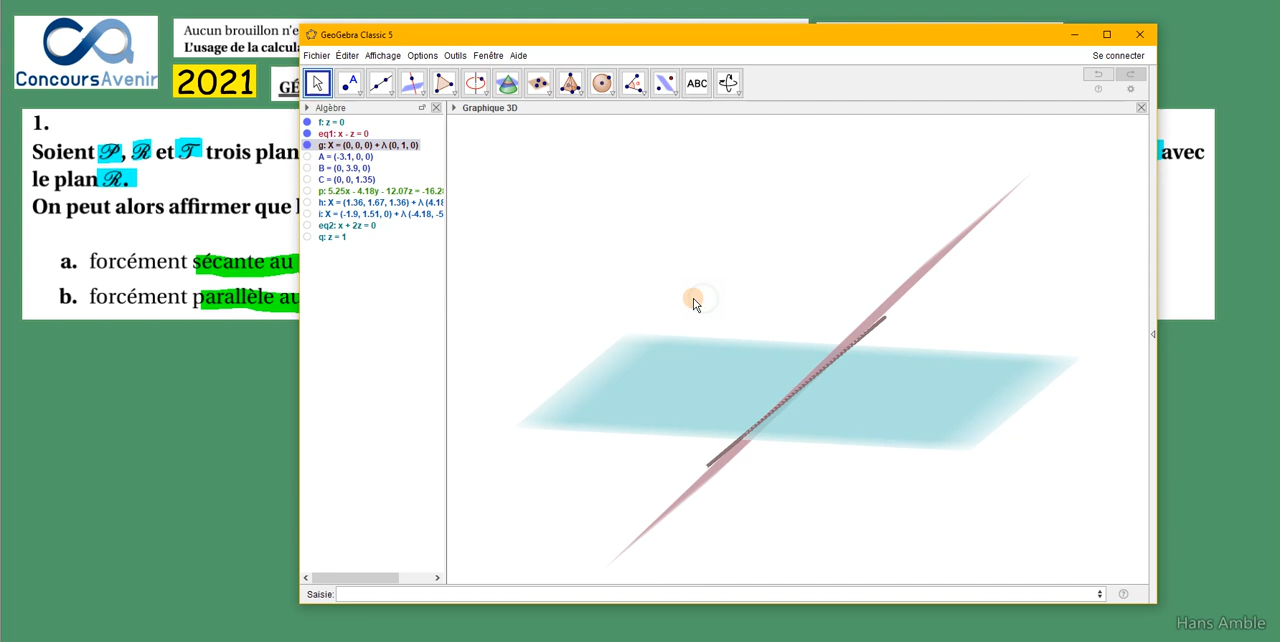 ConcoursAvenir
Aucun brouillon n'e
L'usage de la calcula
2021
GÉ
1.
Soient 𝒫, ℛ et 𝒯 trois plan
avec
le plan ℛ.
On peut alors affirmer que
a. forcément sécante au
b. forcément parallèle au
GeoGebra Classic 5
Fichier Éditer Affichage Options Outils Fenêtre Aide
Se connecter
A
ABC
Algèbre
Graphique 3D
f: z = 0
eq1: x - z = 0
g: X = (0, 0, 0) + λ (0, 1, 0)
A = (-3.1, 0, 0)
B = (0, 3.9, 0)
C = (0, 0, 1.35)
p: 5.25x - 4.18y - 12.07z = -16.2
h: X = (1.36, 1.67, 1.36) + λ (4.18
i: X = (-1.9, 1.51, 0) + λ (-4.18, -5
eq2: x + 2z = 0
q: z = 1
Saisie:
Hans Amble